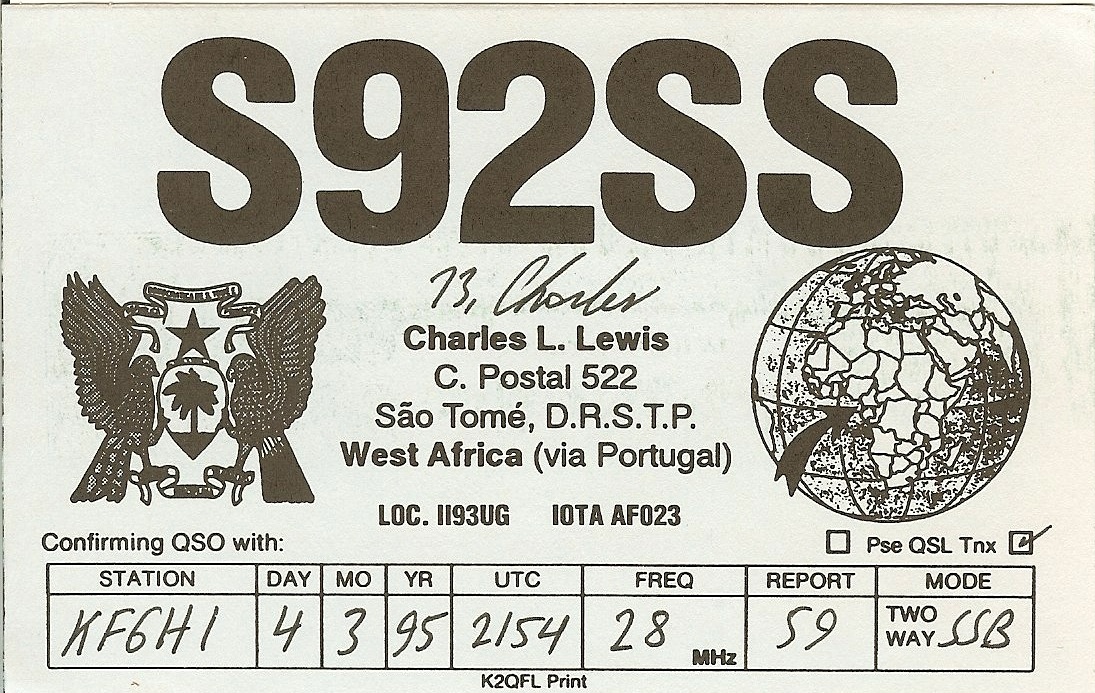 S92SS
73, Charles
Charles L. Lewis
C. Postal 522
São Tomé, D.R.S.T.P.
West Africa (via Portugal)
LOC. II93UG IOTA AF023
Confirming QSO with:
Pse QSL Tnx
STATION DAY MO YR UTC FREQ REPORT MODE
KF6HI 4 3 95 2154 28 MHz 59 TWO WAY SSB
K2QFL Print